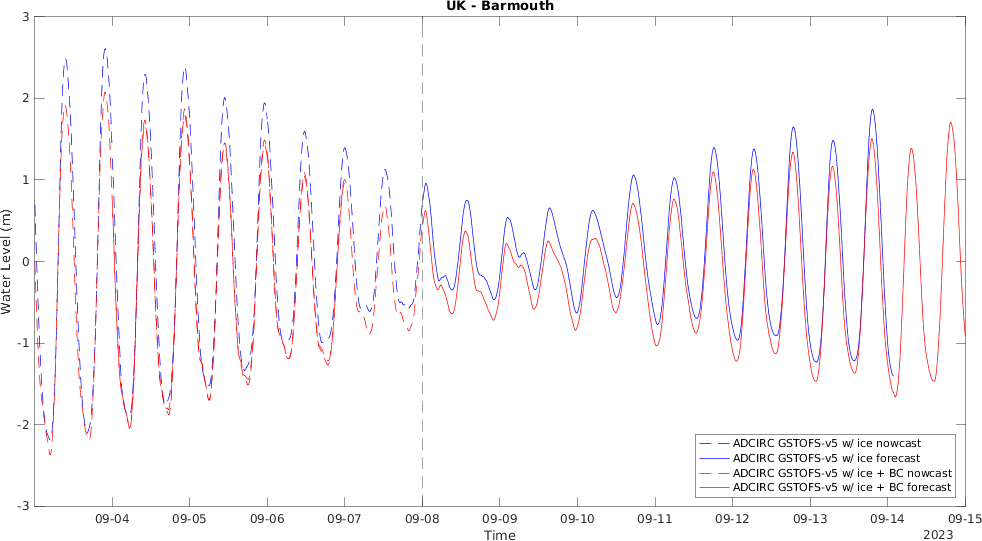 UK - Barmouth
3
2
1
0
-1
-2
-3
Water Level (m)
09-04 09-05 09-06 09-07 09-08 09-09 09-10 09-11 09-12 09-13 09-14 09-15
Time
2023
ADCIRC GSTOFS-v5 w/ ice nowcast
ADCIRC GSTOFS-v5 w/ ice forecast
ADCIRC GSTOFS-v5 w/ ice + BC nowcast
ADCIRC GSTOFS-v5 w/ ice + BC forecast